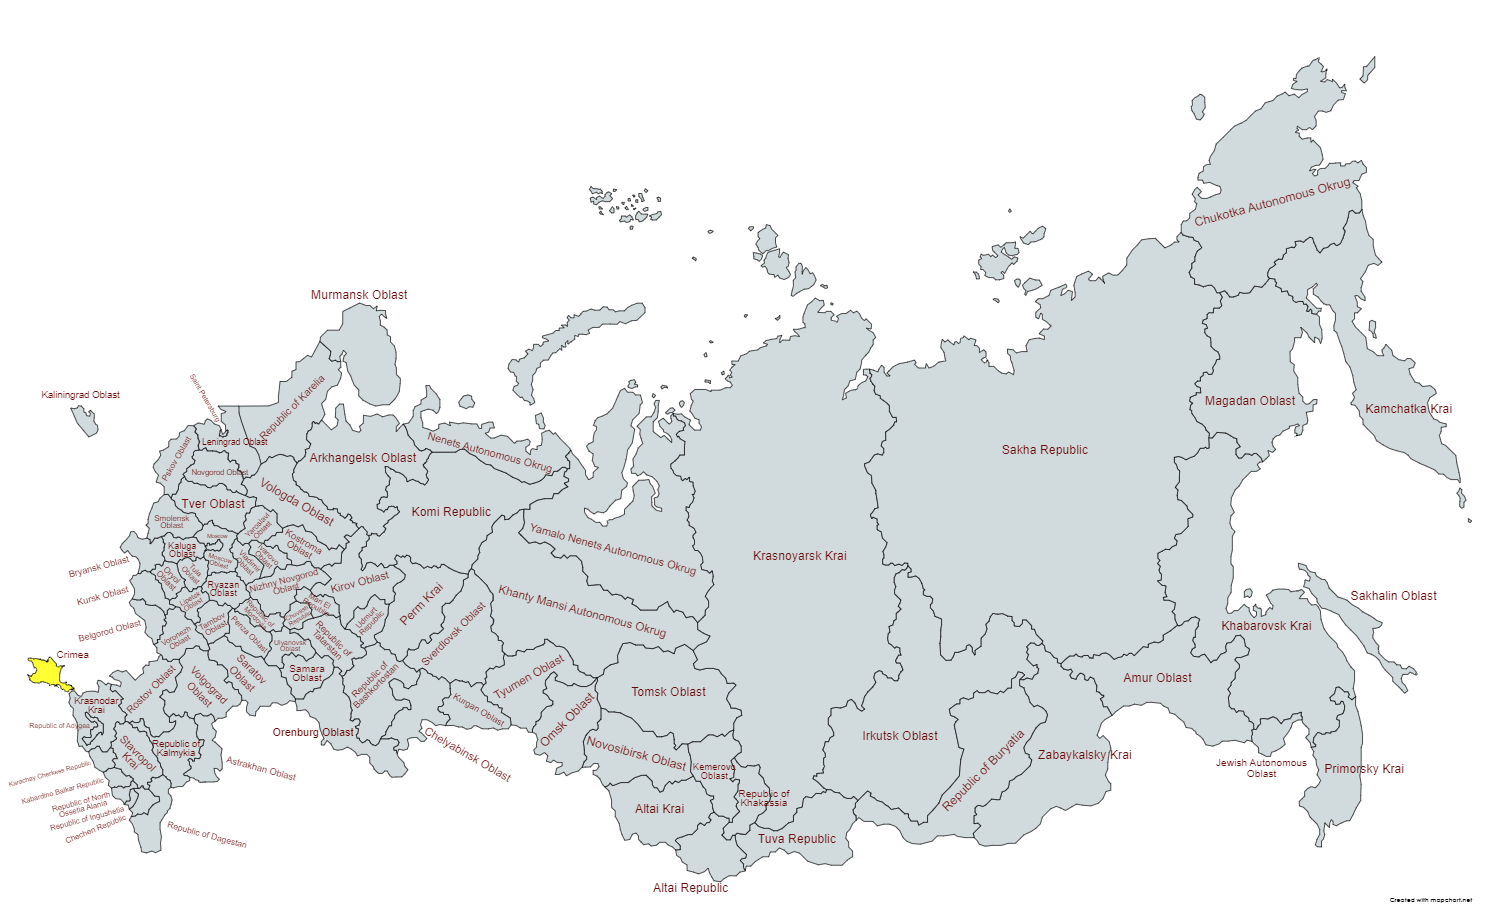 Chukotka Autonomous Okrug
Murmansk Oblast
Kaliningrad Oblast
Saint Petersburg
Republic of Karelia
Magadan Oblast
Kamchatka Krai
Leningrad Oblast
Nenets Autonomous Okrug
Sakha Republic
Pskov Oblast
Arkhangelsk Oblast
Novgorod Oblast
Vologda Oblast
Tver Oblast
Komi Republic
Smolensk
Oblast
Yaroslavl
Oblast
Moscow
Kostroma
Oblast
Yamalo Nenets Autonomous Okrug
Krasnoyarsk Krai
Kaluga
Oblast
Ivanovo
Oblast
Moscow
Oblast
Vladimir
Oblast
Bryansk Oblast
Oryol
Oblast
Tula
Oblast
Ryazan
Oblast
Nizhny Novgorod
Oblast
Kirov Oblast
Perm Krai
Kursk Oblast
Lipetsk
Oblast
Republic of
Mordovia
Chuvash
Republic
Mari El
Republic
Udmurt
Republic
Khanty Mansi Autonomous Okrug
Sakhalin Oblast
Belgorod Oblast
Voronezh
Oblast
Tambov
Oblast
Penza Oblast
Ulyanovsk
Oblast
Republic of
Tatarstan
Sverdlovsk Oblast
Khabarovsk Krai
Crimea
Saratov
Oblast
Samara
Oblast
Republic of
Bashkortostan
Tyumen Oblast
Tomsk Oblast
Amur Oblast
Krasnodar
Krai
Rostov Oblast
Volgograd
Oblast
Kurgan Oblast
Omsk Oblast
Republic of Adygea
Orenburg Oblast
Irkutsk Oblast
Stavropol
Krai
Republic of
Kalmykia
Chelyabinsk Oblast
Novosibirsk Oblast
Zabaykalsky Krai
Republic of Buryatia
Karachay Cherkess Republic
Astrakhan Oblast
Kemerovo
Oblast
Jewish Autonomous
Oblast
Primorsky Krai
Kabardino Balkar Republic
Republic of North
Ossetia Alania
Altai Krai
Republic of
Khakassia
Republic of Ingushetia
Chechen Republic
Republic of Dagestan
Tuva Republic
Altai Republic
Created with mapchart.net